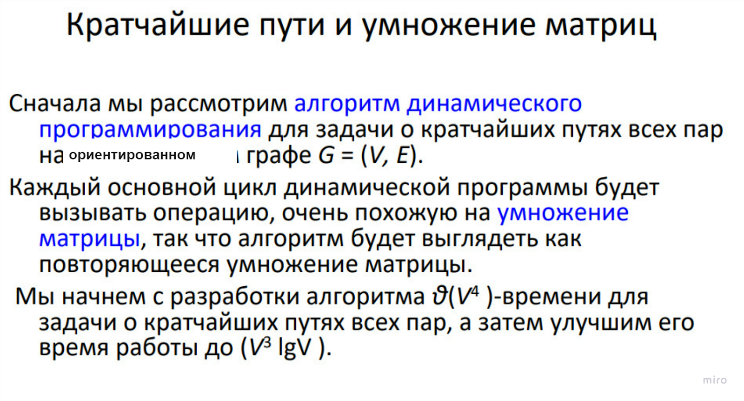 Кратчайшие пути и умножение матриц
Сначала мы рассмотрим алгоритм динамического
программирования для задачи о кратчайших путях всех пар
на ориентированном графе G = (V, E).
Каждый основной цикл динамической программы будет
вызывать операцию, очень похожую на умножение
матрицы, так что алгоритм будет выглядеть как
повторяющееся умножение матрицы.
Мы начнем с разработки алгоритма ϑ(V⁴ )-времени для
задачи о кратчайших путях всех пар, а затем улучшим его
время работы до (V³ lgV ).
miro